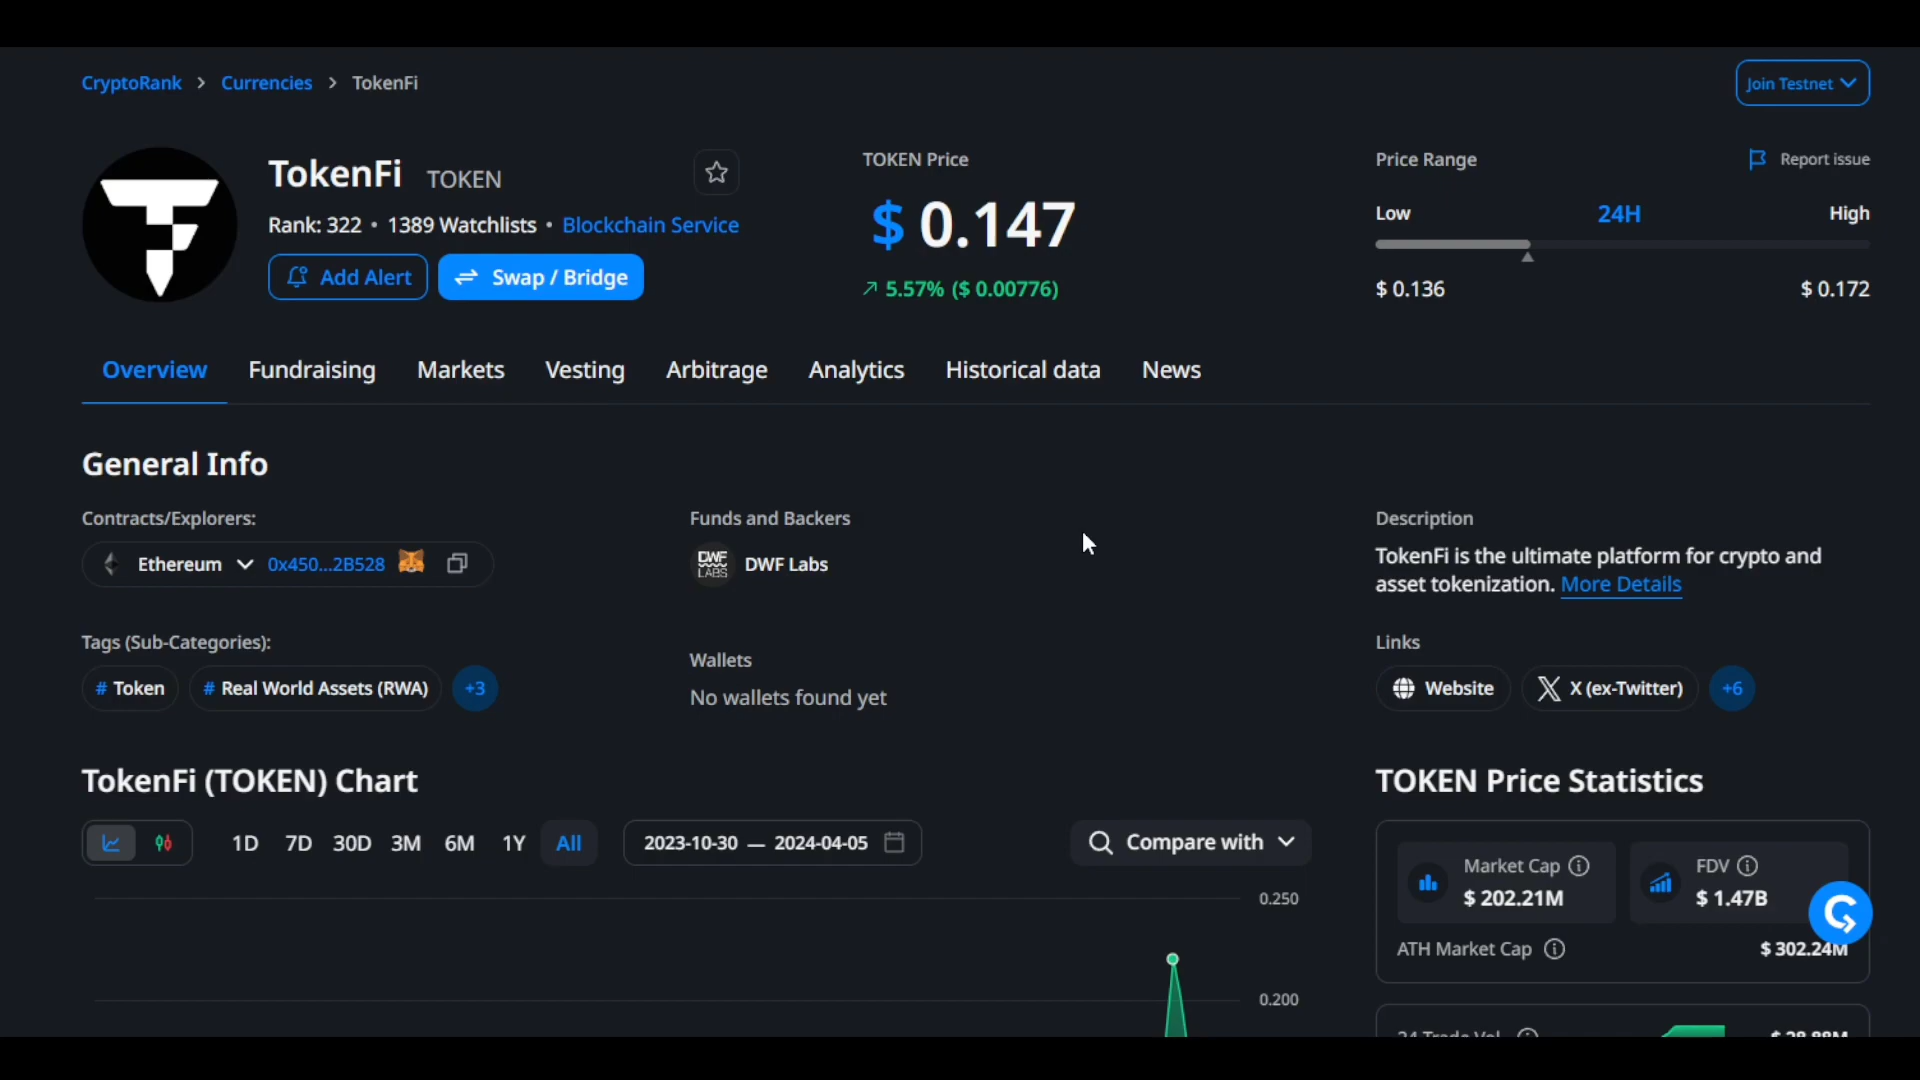 CryptoRank > Currencies > TokenFi
Join Testnet
TokenFi TOKEN
Rank: 322 • 1389 Watchlists • Blockchain Service
Add Alert
Swap / Bridge
TOKEN Price
$ 0.147
5.57% ($ 0.00776)
Price Range
Report issue
Low 24H High
$ 0.136 $ 0.172
Overview Fundraising Markets Vesting Arbitrage Analytics Historical data News
General Info
Contracts/Explorers:
Ethereum 0x450...2B528
Tags (Sub-Categories):
# Token # Real World Assets (RWA) +3
Funds and Backers
DWF LABS DWF Labs
Wallets
No wallets found yet
Description
TokenFi is the ultimate platform for crypto and
asset tokenization. More Details
Links
Website X (ex-Twitter) +6
TokenFi (TOKEN) Chart
1D 7D 30D 3M 6M 1Y All 2023-10-30 — 2024-04-05 Compare with
0.250
0.200
TOKEN Price Statistics
Market Cap
$ 202.21M
FDV
$ 1.47B
ATH Market Cap $ 302.24M